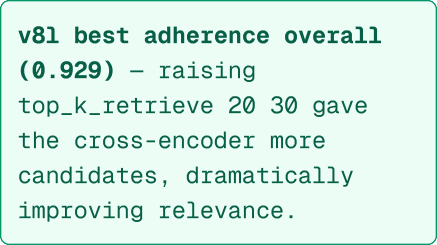 v8l best adherence overall
(0.929) — raising
top_k_retrieve 20 30 gave
the cross-encoder more
candidates, dramatically
improving relevance.